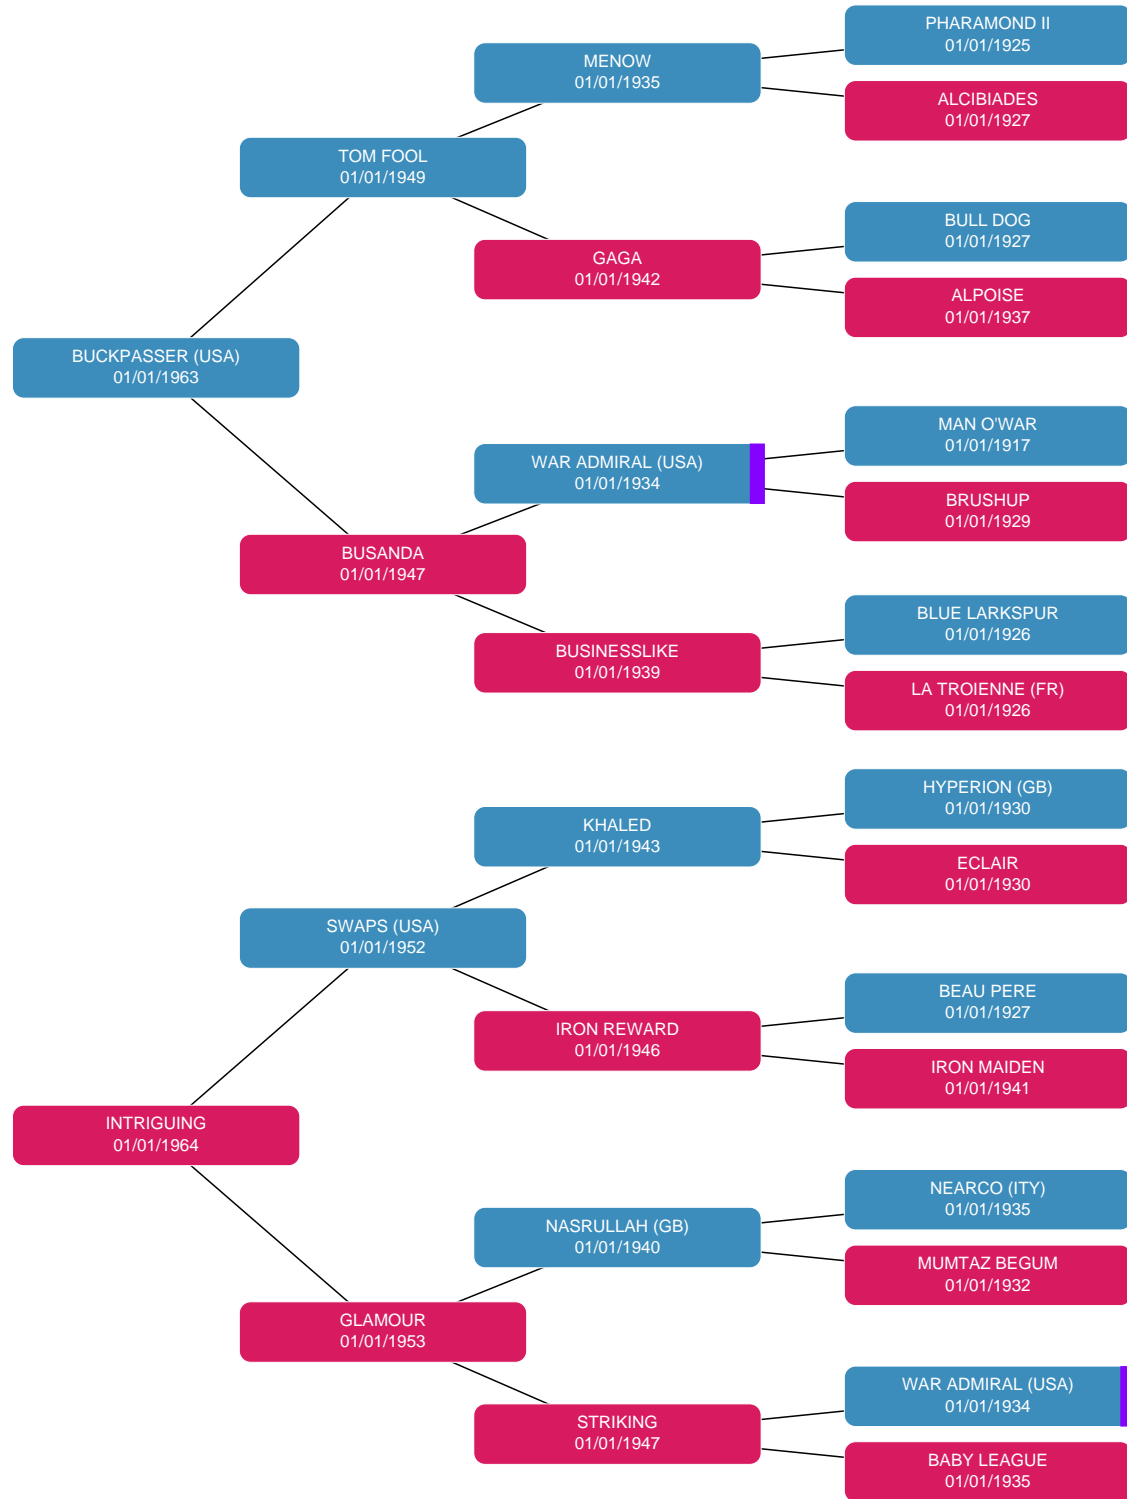 PHARAMOND II
01/01/1925
MENOW
01/01/1935
ALCIBIADES
01/01/1927
TOM FOOL
01/01/1949
BULL DOG
01/01/1927
GAGA
01/01/1942
ALPOISE
01/01/1937
BUCKPASSER (USA)
01/01/1963
MAN O'WAR
01/01/1917
WAR ADMIRAL (USA)
01/01/1934
BRUSHUP
01/01/1929
BUSANDA
01/01/1947
BLUE LARKSPUR
01/01/1926
BUSINESSLIKE
01/01/1939
LA TROIENNE (FR)
01/01/1926
HYPERION (GB)
01/01/1930
KHALED
01/01/1943
ECLAIR
01/01/1930
SWAPS (USA)
01/01/1952
BEAU PERE
01/01/1927
IRON REWARD
01/01/1946
IRON MAIDEN
01/01/1941
INTRIGUING
01/01/1964
NEARCO (ITY)
01/01/1935
NASRULLAH (GB)
01/01/1940
MUMTAZ BEGUM
01/01/1932
GLAMOUR
01/01/1953
WAR ADMIRAL (USA)
01/01/1934
STRIKING
01/01/1947
BABY LEAGUE
01/01/1935